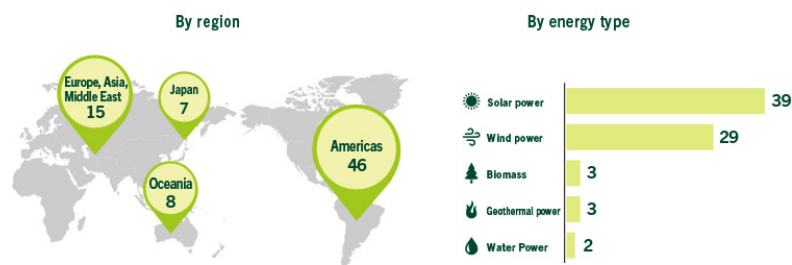 By region
Europe, Asia,
Middle East
15
Japan
7
Oceania
8
Americas
46
By energy type
Solar power 39
Wind power 29
Biomass 3
Geothermal power 3
Water Power 2